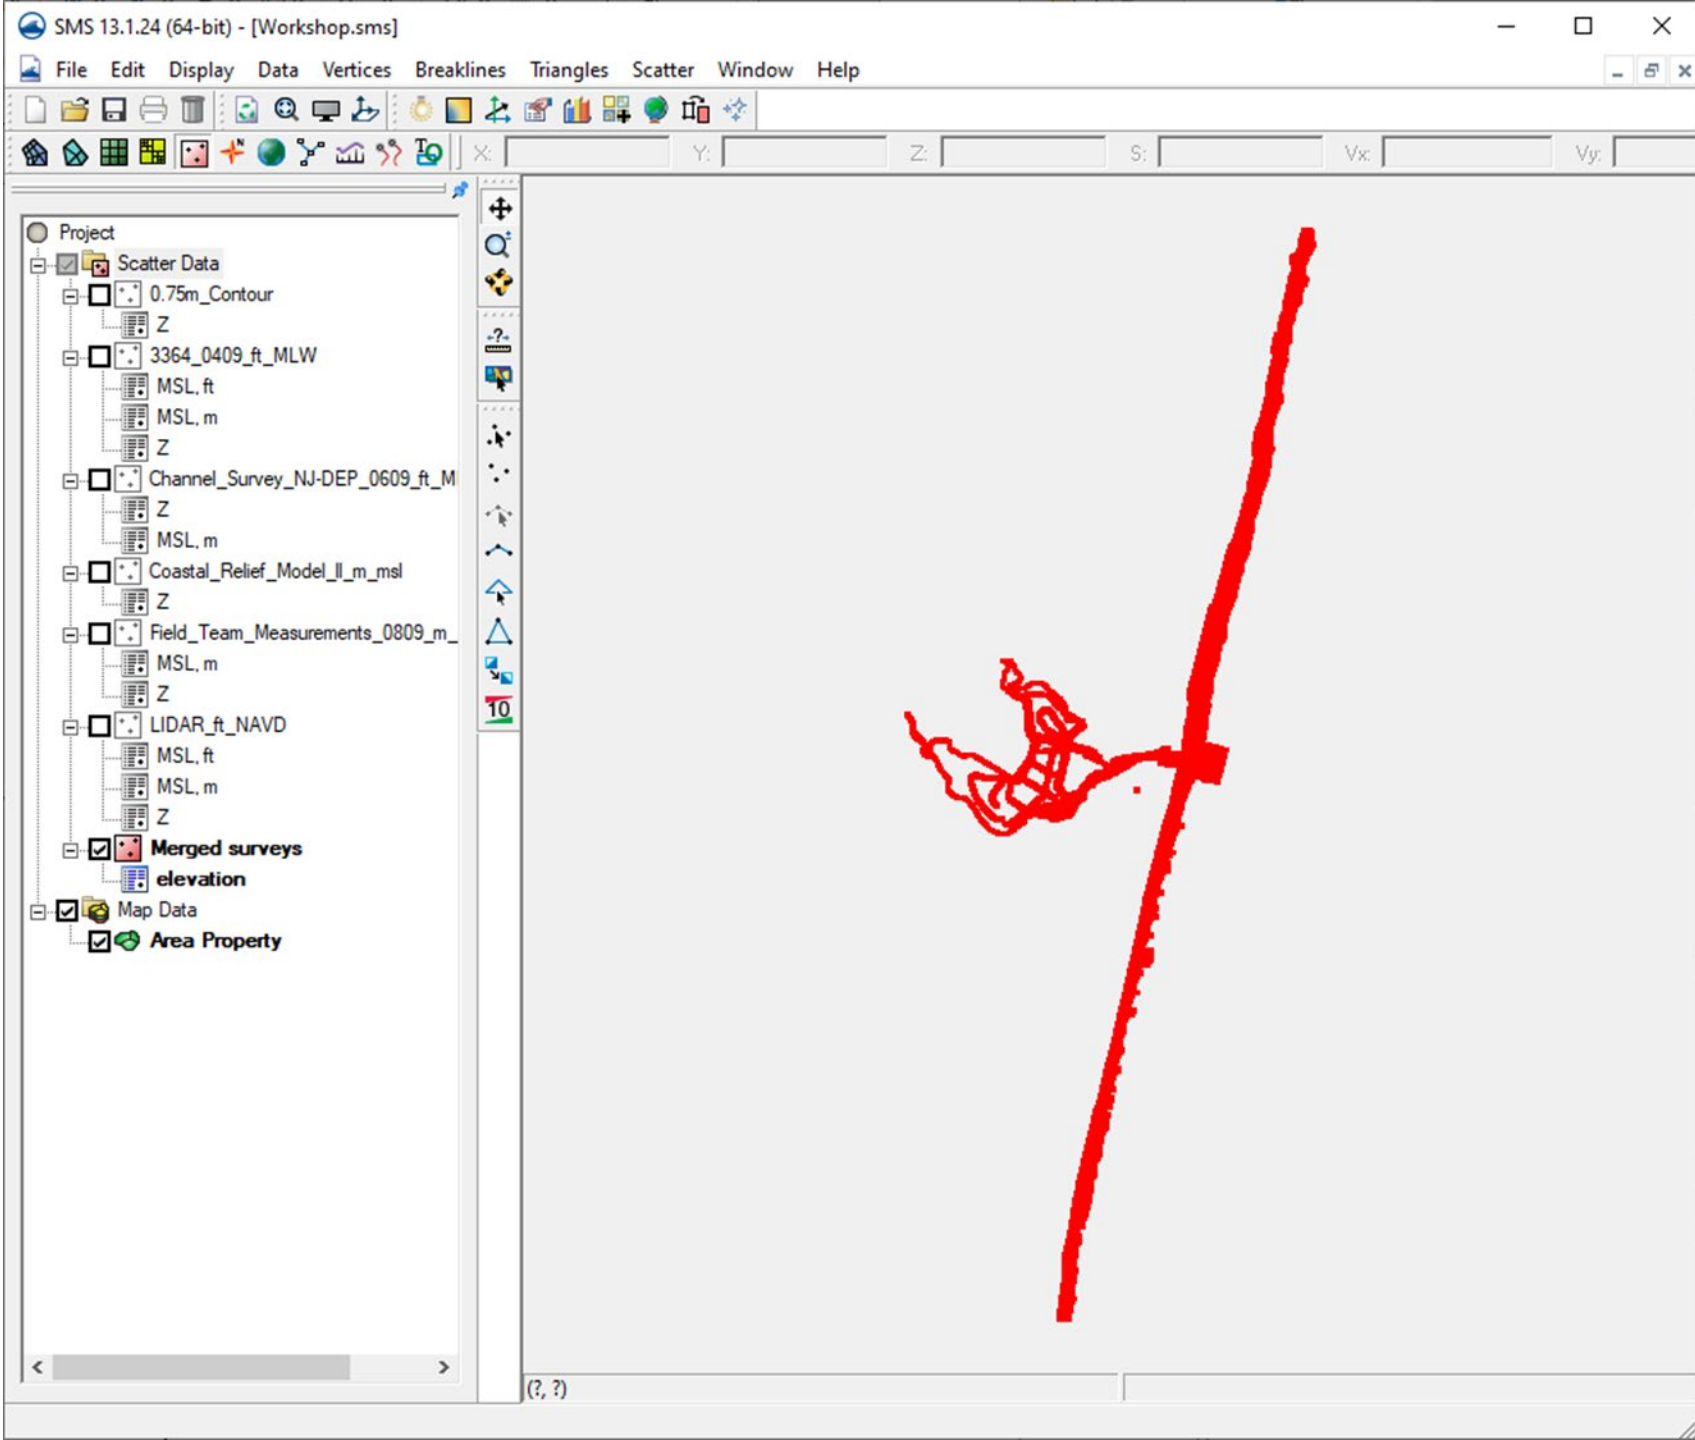 SMS 13.1.24 (64-bit) - [Workshop.sms]
File Edit Display Data Vertices Breaklines Triangles Scatter Window Help
X: Y: Z: S: Vx: Vy:
Project
Scatter Data
0.75m_Contour
Z
3364_0409_ft_MLW
MSL, ft
MSL, m
Z
Channel_Survey_NJ-DEP_0609_ft_M
Z
MSL, m
Coastal_Relief_Model_II_m_msl
Z
Field_Team_Measurements_0809_m_
MSL, m
Z
LIDAR_ft_NAVD
MSL, ft
MSL, m
Z
Merged surveys
elevation
Map Data
Area Property
10
(?, ?)